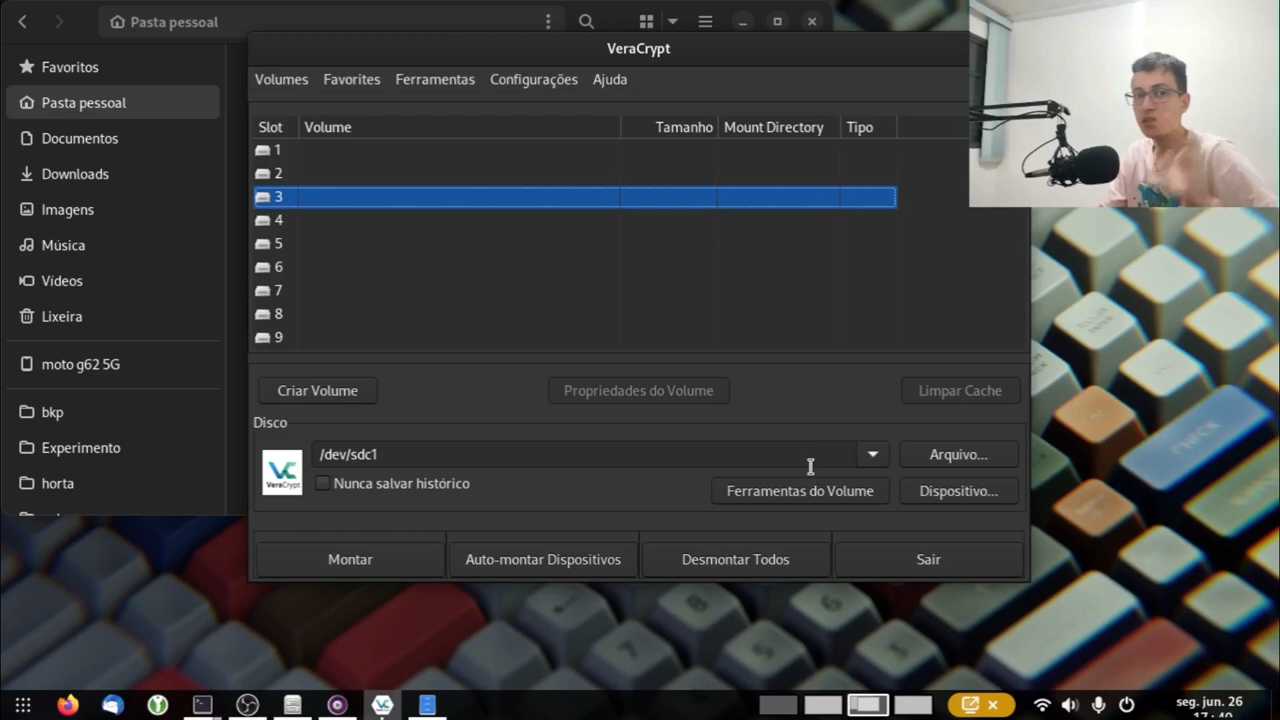 Pasta pessoal
VeraCrypt
Favoritos
Pasta pessoal
Documentos
Downloads
Imagens
Música
Vídeos
Lixeira
moto g62 5G
bkp
Experimento
horta
Volumes Favorites Ferramentas Configurações Ajuda
Slot Volume Tamanho Mount Directory Tipo
1
2
3
4
5
6
7
8
9
Criar Volume Propriedades do Volume Limpar Cache
Disco
VeraCrypt
/dev/sdc1 Arquivo...
Nunca salvar histórico Ferramentas do Volume Dispositivo...
Montar Auto-montar Dispositivos Desmontar Todos Sair
seg. jun. 26
17:40